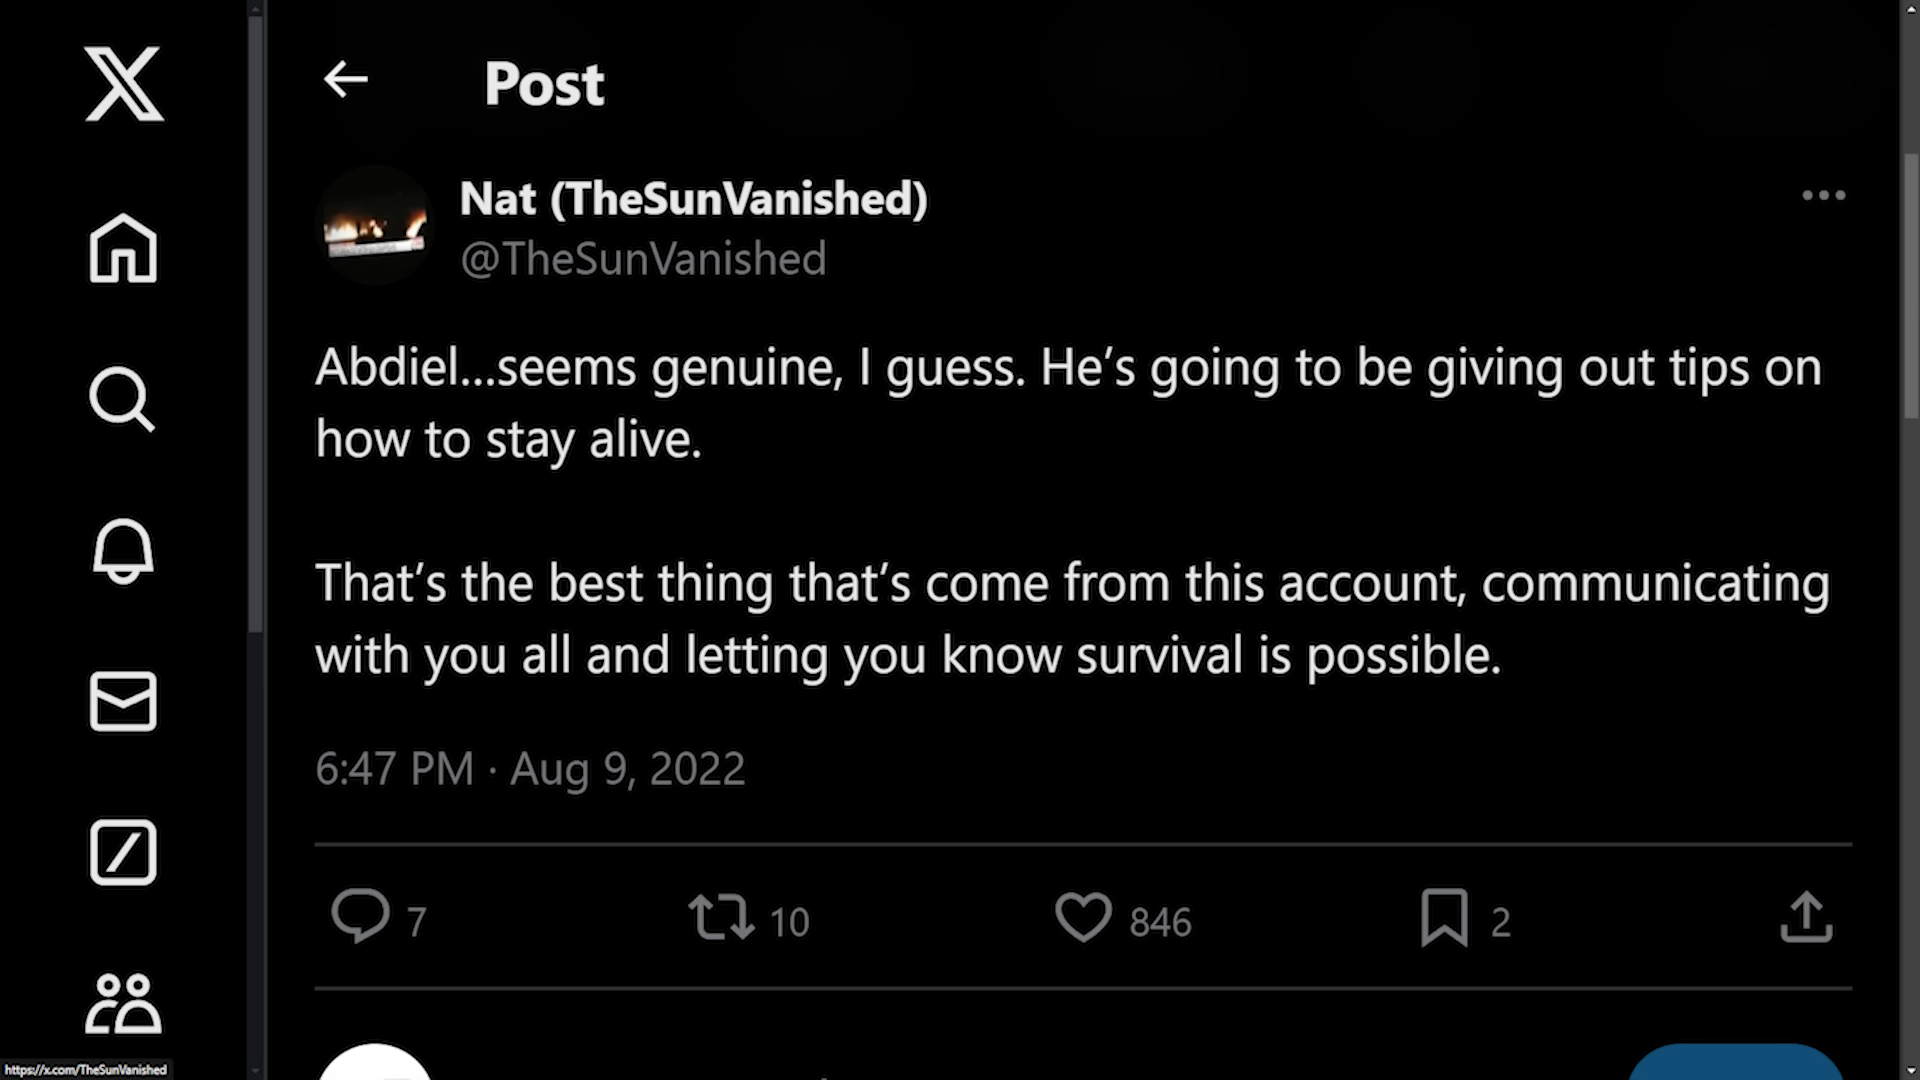 Post
Nat (TheSunVanished)
@TheSunVanished
Abdiel...seems genuine, I guess. He’s going to be giving out tips on
how to stay alive.
That’s the best thing that’s come from this account, communicating
with you all and letting you know survival is possible.
6:47 PM · Aug 9, 2022
7 10 846 2
https://x.com/TheSunVanished